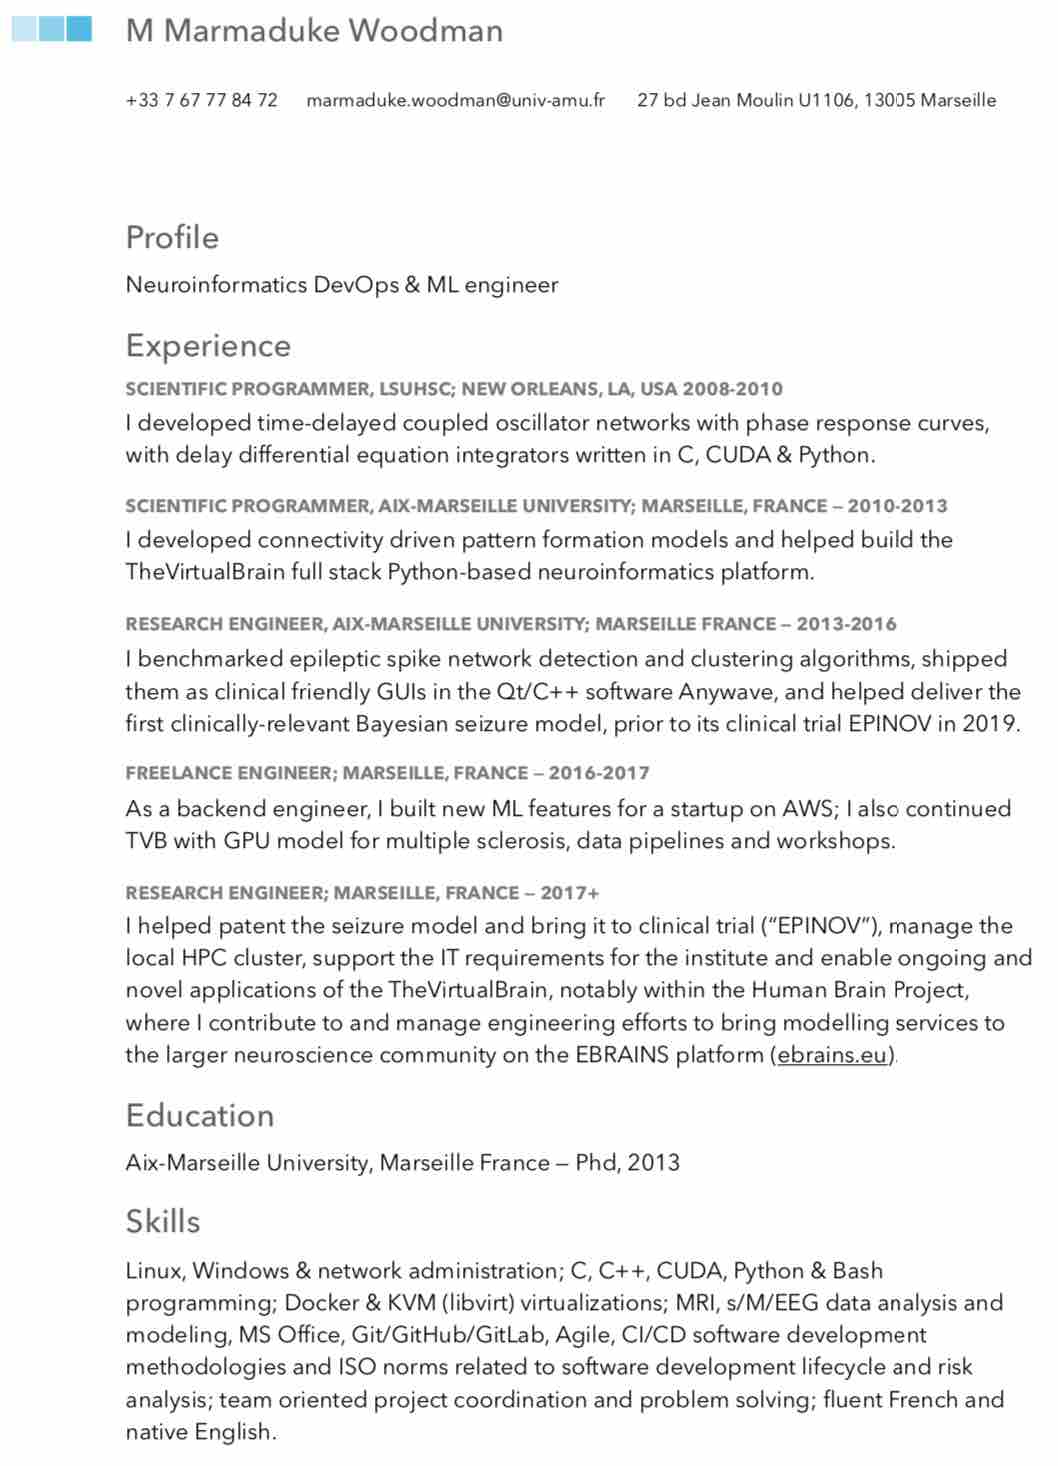 M Marmaduke Woodman
+33 7 67 77 84 72 marmaduke.woodman@univ-amu.fr 27 bd Jean Moulin U1106, 13005 Marseille
Profile
Neuroinformatics DevOps & ML engineer
Experience
SCIENTIFIC PROGRAMMER, LSUHSC; NEW ORLEANS, LA, USA 2008-2010
I developed time-delayed coupled oscillator networks with phase response curves,
with delay differential equation integrators written in C, CUDA & Python.
SCIENTIFIC PROGRAMMER, AIX-MARSEILLE UNIVERSITY; MARSEILLE, FRANCE – 2010-2013
I developed connectivity driven pattern formation models and helped build the
TheVirtualBrain full stack Python-based neuroinformatics platform.
RESEARCH ENGINEER, AIX-MARSEILLE UNIVERSITY; MARSEILLE FRANCE – 2013-2016
I benchmarked epileptic spike network detection and clustering algorithms, shipped
them as clinical friendly GUIs in the Qt/C++ software Anywave, and helped deliver the
first clinically-relevant Bayesian seizure model, prior to its clinical trial EPINOV in 2019.
FREELANCE ENGINEER; MARSEILLE, FRANCE – 2016-2017
As a backend engineer, I built new ML features for a startup on AWS; I also continued
TVB with GPU model for multiple sclerosis, data pipelines and workshops.
RESEARCH ENGINEER; MARSEILLE, FRANCE – 2017+
I helped patent the seizure model and bring it to clinical trial (“EPINOV”), manage the
local HPC cluster, support the IT requirements for the institute and enable ongoing and
novel applications of the TheVirtualBrain, notably within the Human Brain Project,
where I contribute to and manage engineering efforts to bring modelling services to
the larger neuroscience community on the EBRAINS platform (ebrains.eu).
Education
Aix-Marseille University, Marseille France – Phd, 2013
Skills
Linux, Windows & network administration; C, C++, CUDA, Python & Bash
programming; Docker & KVM (libvirt) virtualizations; MRI, s/M/EEG data analysis and
modeling, MS Office, Git/GitHub/GitLab, Agile, CI/CD software development
methodologies and ISO norms related to software development lifecycle and risk
analysis; team oriented project coordination and problem solving; fluent French and
native English.